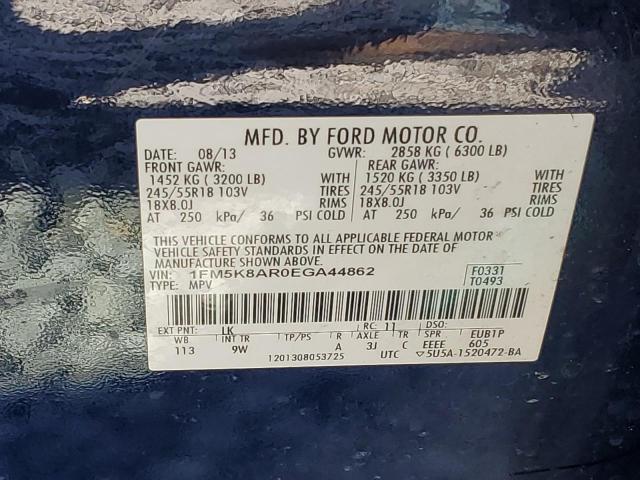 MFD. BY FORD MOTOR CO.
DATE: 08/13 GVWR: 2858 KG ( 6300 LB)
FRONT GAWR: REAR GAWR:
1452 KG ( 3200 LB) WITH 1520 KG ( 3350 LB) WITH
245/55R18 103V TIRES 245/55R18 103V TIRES
18X8.0J RIMS 18X8.0J RIMS
AT 250 kPa/ 36 PSI COLD AT 250 kPa/ 36 PSI COLD
THIS VEHICLE CONFORMS TO ALL APPLICABLE FEDERAL MOTOR
VEHICLE SAFETY STANDARDS IN EFFECT ON THE DATE OF
MANUFACTURE SHOWN ABOVE.
VIN: 1FM5K8AR0EGA44862 F0331
TYPE: MPV T0493
EXT PNT: LK RC: 11 DSO:
WB INT TR TP/PS R AXLE TR SPR EUB1P
113 9W A 3J C EEEE 605
1201308053725 UTC ▽5U5A-1520472-BA